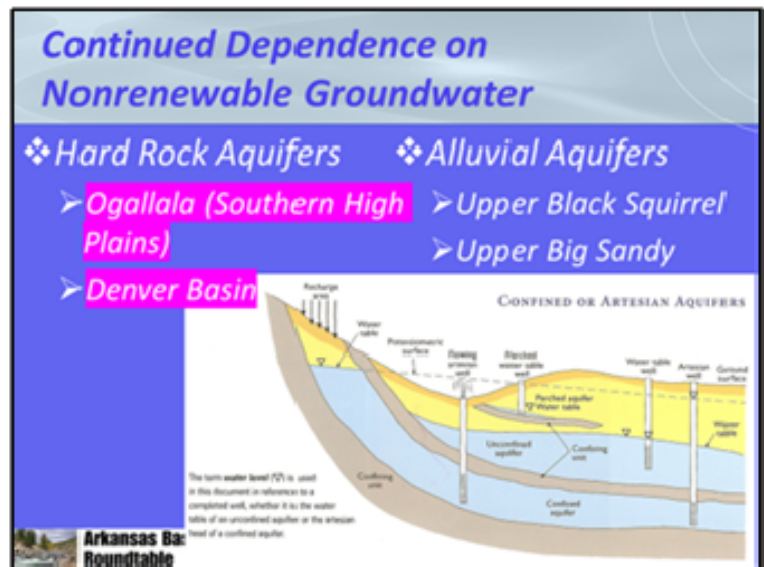 Continued Dependence on
Nonrenewable Groundwater
❖Hard Rock Aquifers
➢Ogallala (Southern High
Plains)
➢Denver Basin
❖Alluvial Aquifers
➢Upper Black Squirrel
➢Upper Big Sandy
CONFINED OR ARTESIAN AQUIFERS
Recharge
area
Water
table
Potentiometric
surface
Flowing
artesian
well
Perched
water table
well
Water table
well
Artesian
well
Ground
surface
Perched aquifer
Water table
Unconfined
aquifer
Confining
unit
Water
table
Confining
unit
Confined
aquifer
The term water level (▽) is used
in this document in references to a
completed well, whether it is the water
table of an unconfined aquifer or the artesian
head of a confined aquifer.
Arkansas Ba
Roundtable